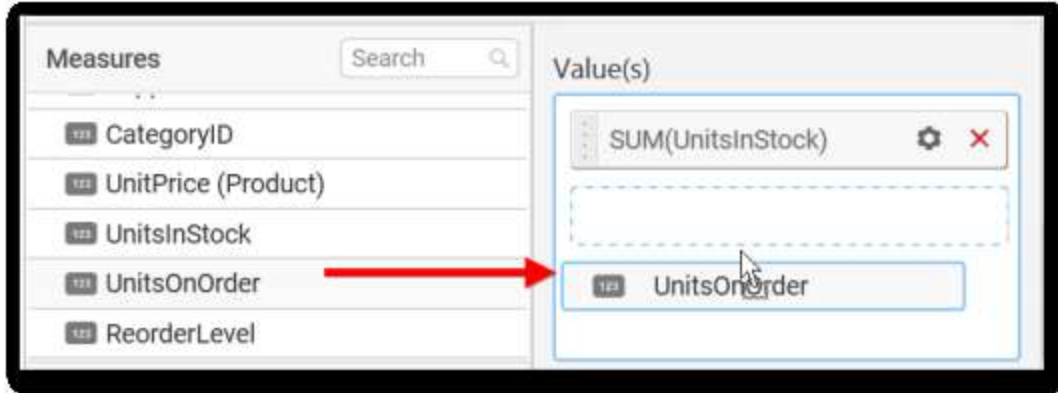 Measures
Search
CategoryID
UnitPrice (Product)
UnitsInStock
UnitsOnOrder
ReorderLevel
Value(s)
SUM(UnitsInStock)
UnitsOnOrder